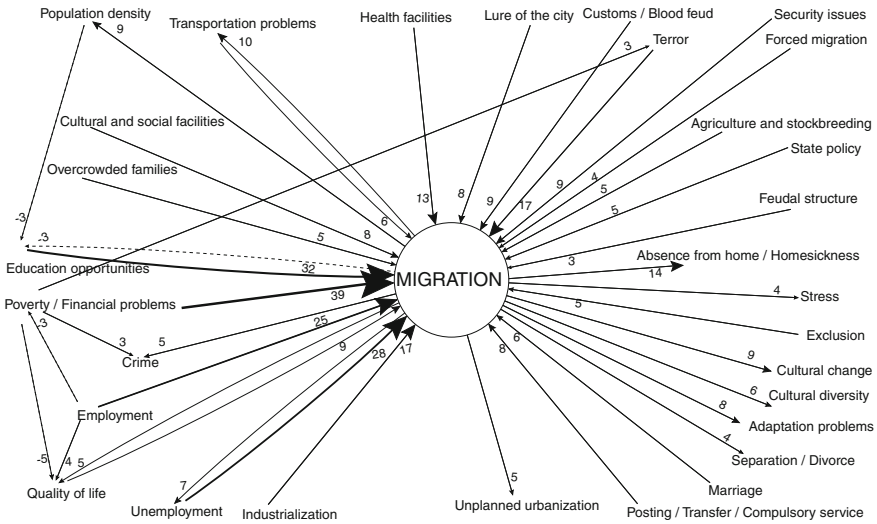 Population density
Transportation problems
Health facilities
Lure of the city
Customs / Blood feud
Security issues
9
10
3
Terror
Forced migration
Cultural and social facilities
Agriculture and stockbreeding
State policy
Overcrowded families
9
4
5
Feudal structure
13
8
9
17
5
-3
6
-3
5
8
Education opportunities
32
MIGRATION
3
Absence from home / Homesickness
14
Poverty / Financial problems
39
4
Stress
-3
25
5
Exclusion
3
5
9
28
17
8
6
Crime
9
Cultural change
6
Cultural diversity
Employment
8
Adaptation problems
4
-5
4
5
Separation / Divorce
Quality of life
7
5
Marriage
Unemployment
Industrialization
Unplanned urbanization
Posting / Transfer / Compulsory service